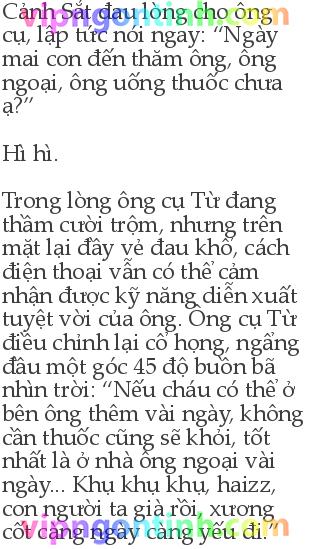 Cảnh Sắt đau lòng cho ông
cụ, lập tức nói ngay: “Ngày
mai con đến thăm ông, ông
ngoại, ông uống thuốc chưa
ạ?”
Hì hì.
Trong lòng ông cụ Từ đang
thầm cười trộm, nhưng trên
mặt lại đầy vẻ đau khổ, cách
điện thoại vẫn có thể cảm
nhận được kỹ năng diễn xuất
tuyệt vời của ông. Ông cụ Từ
điều chỉnh lại cổ họng, ngẩng
đầu một góc 45 độ buồn bã
nhìn trời: “Nếu cháu có thể ở
bên ông thêm vài ngày, không
cần thuốc cũng sẽ khỏi, tốt
nhất là ở nhà ông ngoại vài
ngày... Khụ khụ khụ, haizz,
con người ta già rồi, xương
cốt càng ngày càng yếu đi.”
vipngontinh.com
vipngontinh.com